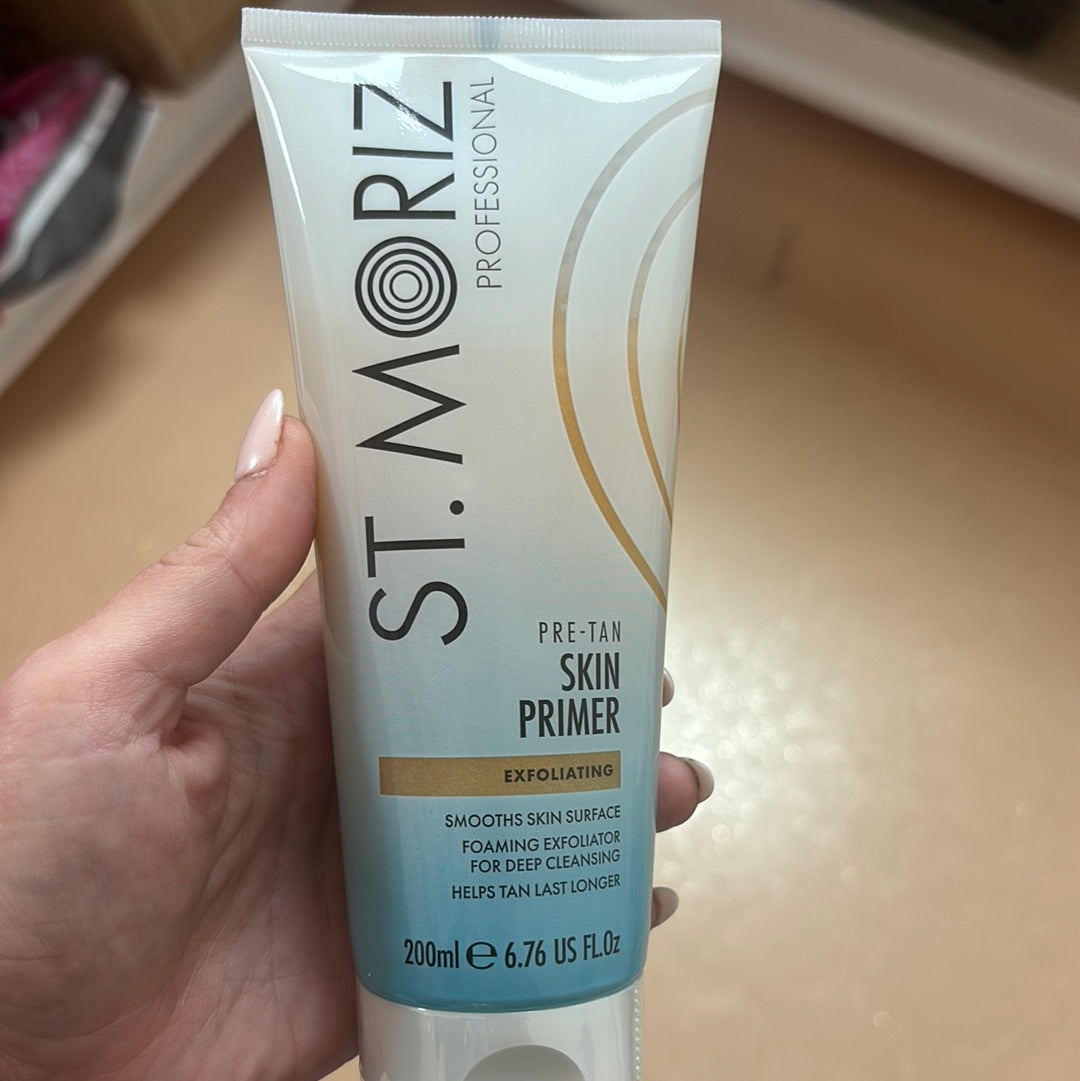 ST. MORIZ
PROFESSIONAL
PRE-TAN
SKIN
PRIMER
EXFOLIATING
SMOOTHS SKIN SURFACE
FOAMING EXFOLIATOR
FOR DEEP CLEANSING
HELPS TAN LAST LONGER
200ml e 6.76 US FL.Oz